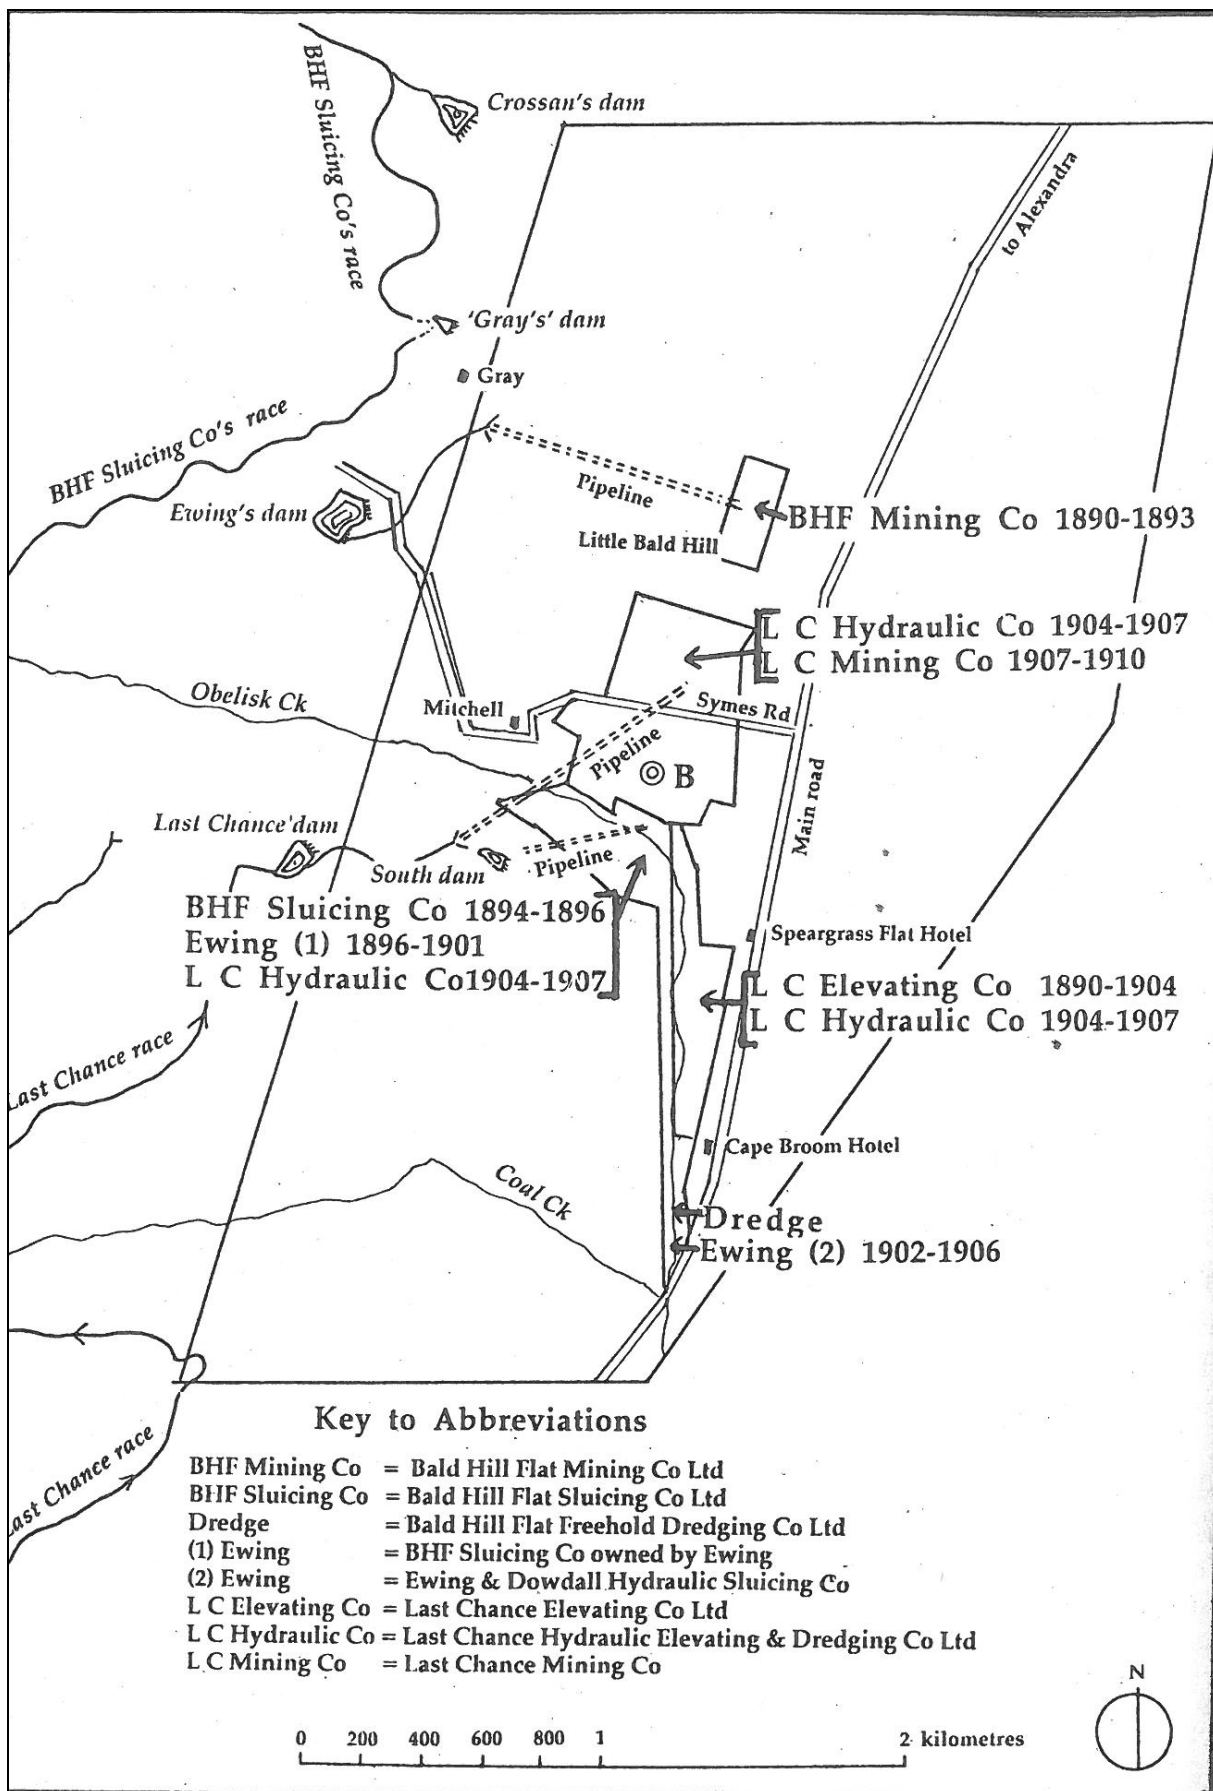 Crossan's dam
BHF Sluicing Co's race
to Alexandra
'Gray's' dam
Gray
BHF Sluicing Co's race
Pipeline
Ewing's dam
BHF Mining Co 1890-1893
Little Bald Hill
L C Hydraulic Co 1904-1907
L C Mining Co 1907-1910
Obelisk Ck
Mitchell
Symes Rd
Pipeline
B
Main road
Last Chance'dam
South dam
Pipeline
BHF Sluicing Co 1894-1896
Ewing (1) 1896-1901
L C Hydraulic Co1904-1907
Speargrass Flat Hotel
L C Elevating Co 1890-1904
L C Hydraulic Co 1904-1907
Last Chance race
Cape Broom Hotel
Coal Ck
Dredge
Ewing (2) 1902-1906
Last Chance race
Key to Abbreviations
BHF Mining Co = Bald Hill Flat Mining Co Ltd
BHF Sluicing Co = Bald Hill Flat Sluicing Co Ltd
Dredge = Bald Hill Flat Freehold Dredging Co Ltd
(1) Ewing = BHF Sluicing Co owned by Ewing
(2) Ewing = Ewing & Dowdall Hydraulic Sluicing Co
L C Elevating Co = Last Chance Elevating Co Ltd
L C Hydraulic Co = Last Chance Hydraulic Elevating & Dredging Co Ltd
L C Mining Co = Last Chance Mining Co
N
0 200 400 600 800 1 2 kilometres